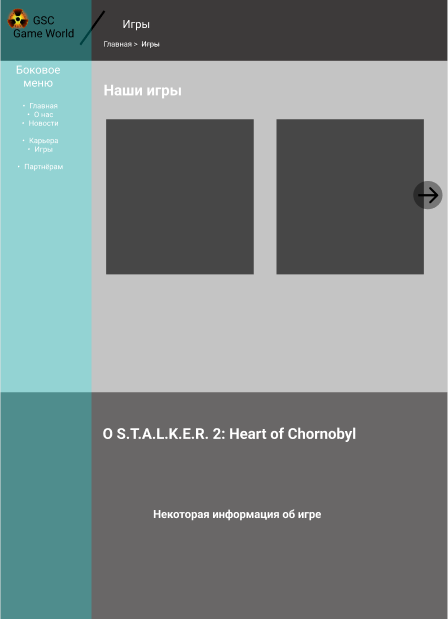 GSC
Game World
Игры
Главная > Игры
Боковое
меню
• Главная
• О нас
• Новости
• Карьера
• Игры
• Партнёрам
Наши игры
О S.T.A.L.K.E.R. 2: Heart of Chornobyl
Некоторая информация об игре